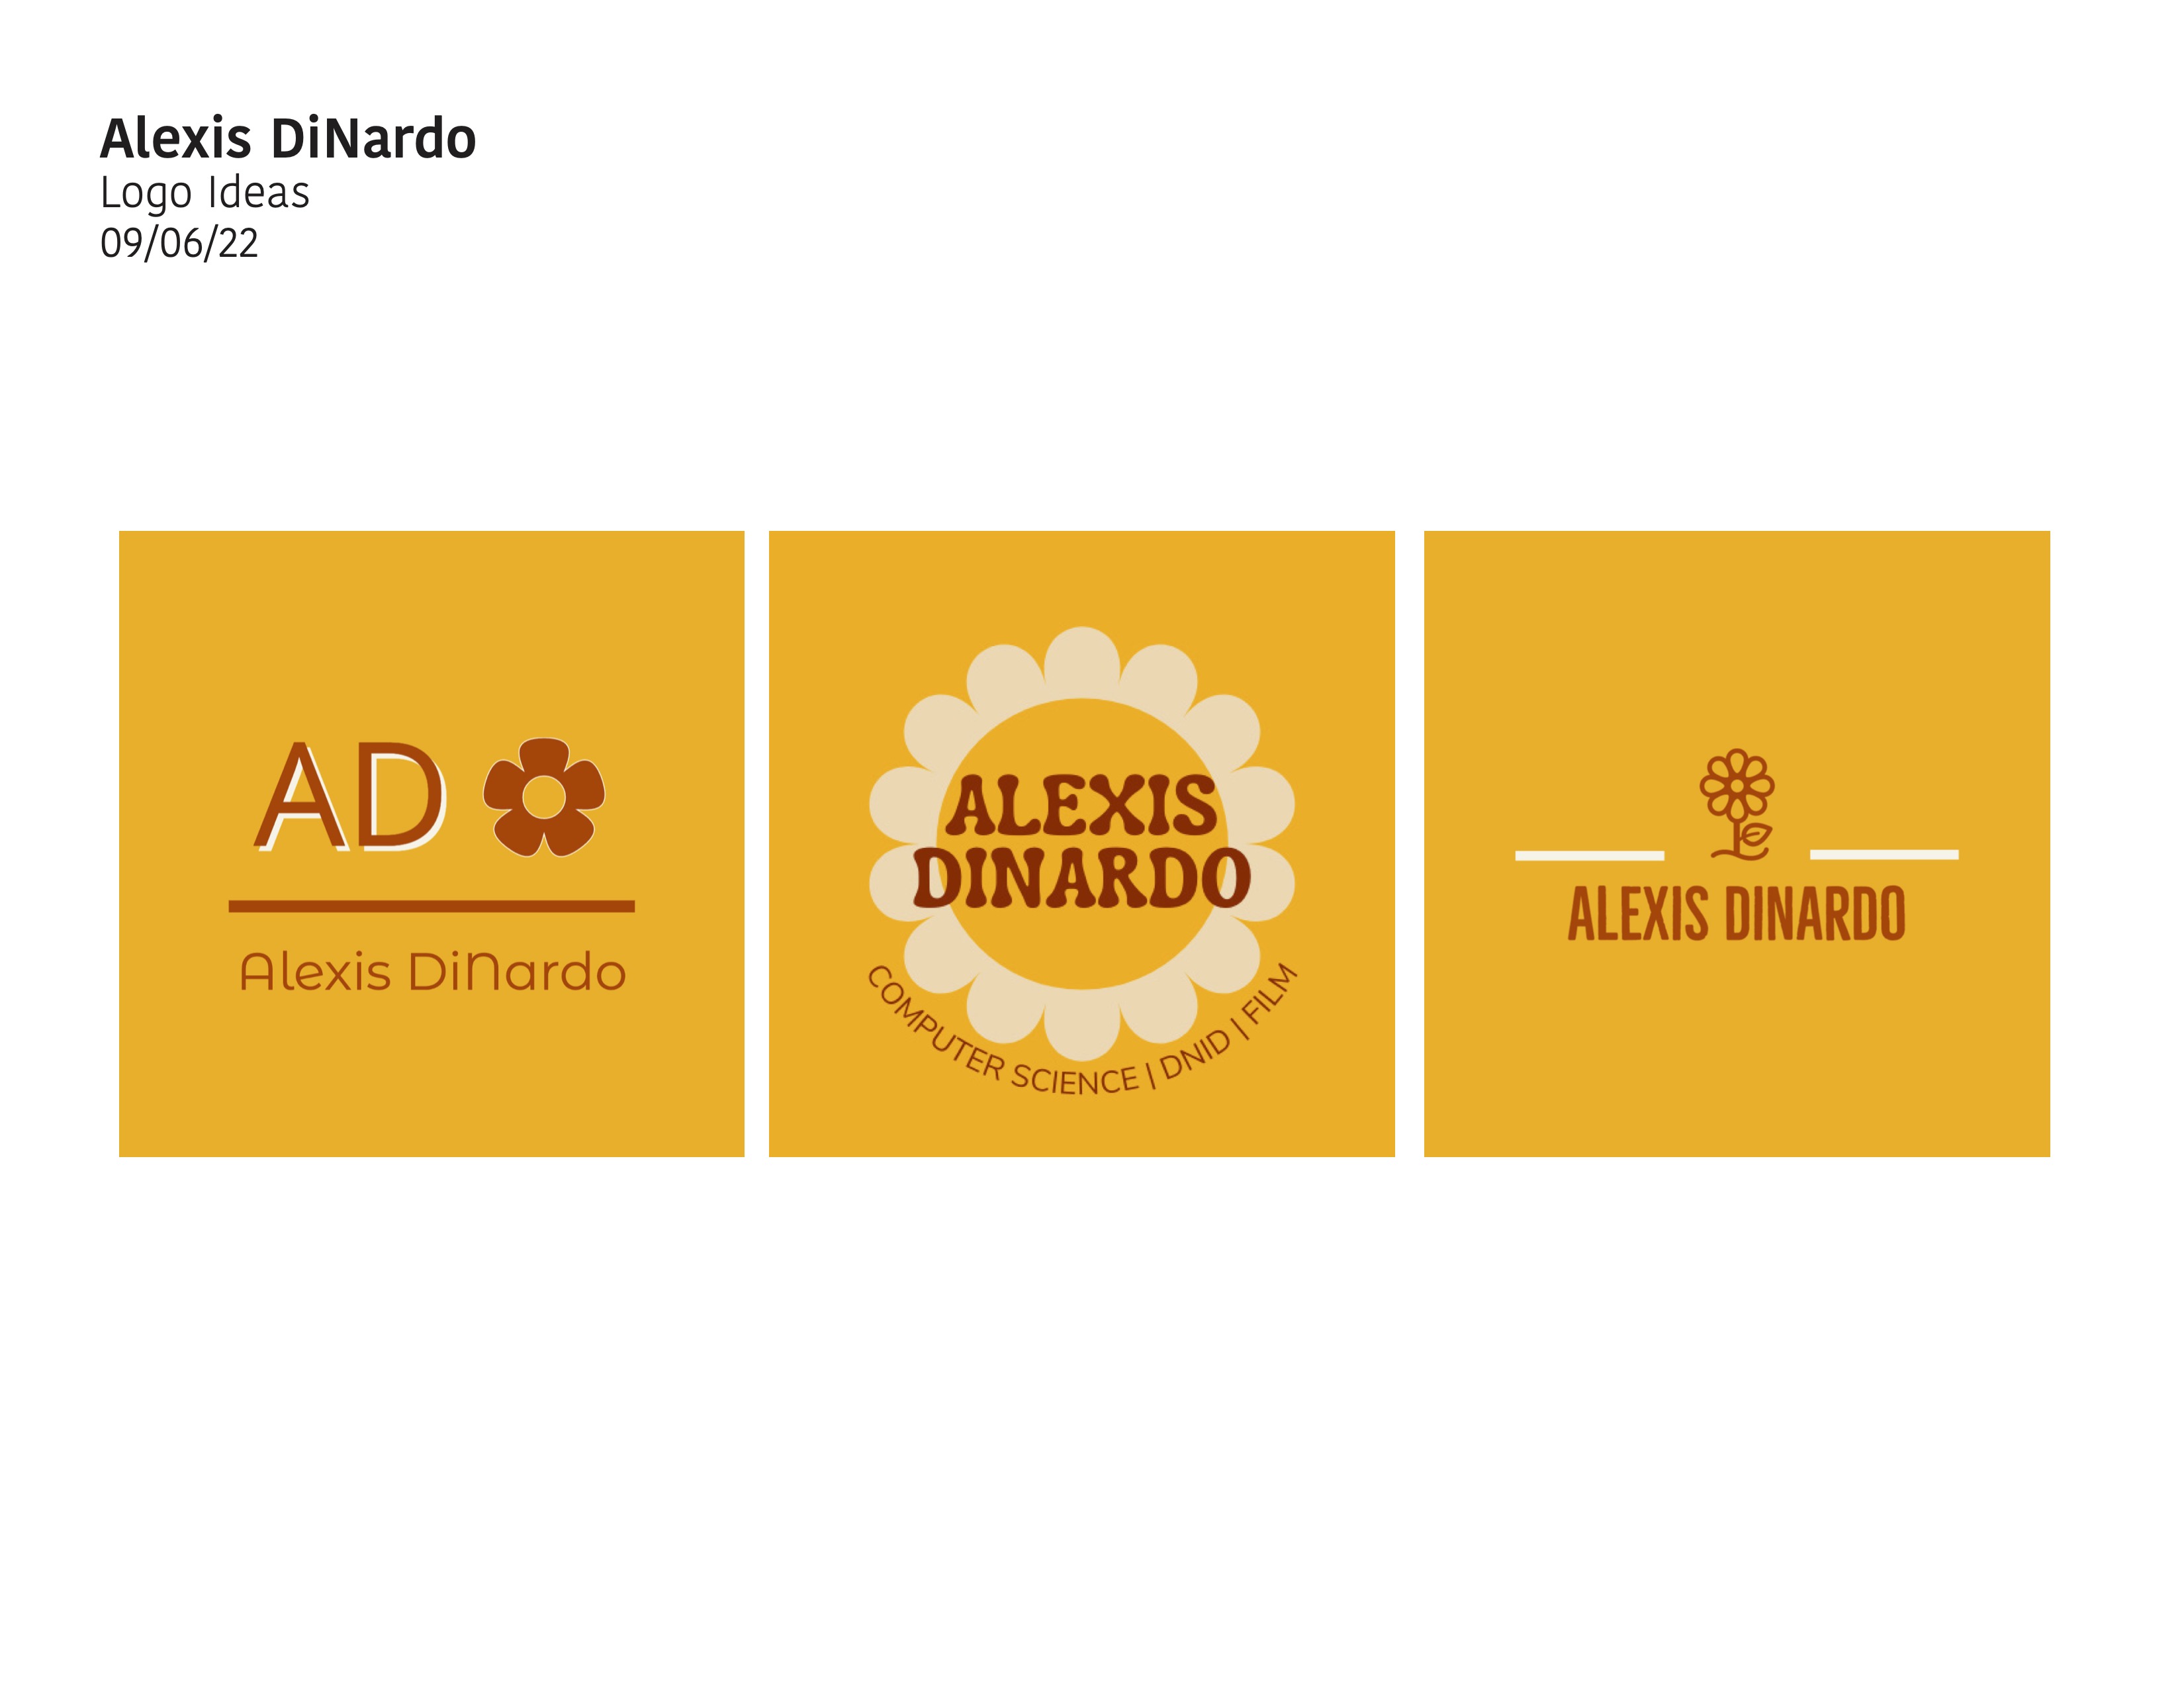 Alexis DiNardo
Logo Ideas
09/06/22
AD
Alexis DiNardo
ALEXIS
DINARDO
COMPUTER SCIENCE | DNID | FILM
ALEXIS DINARDO